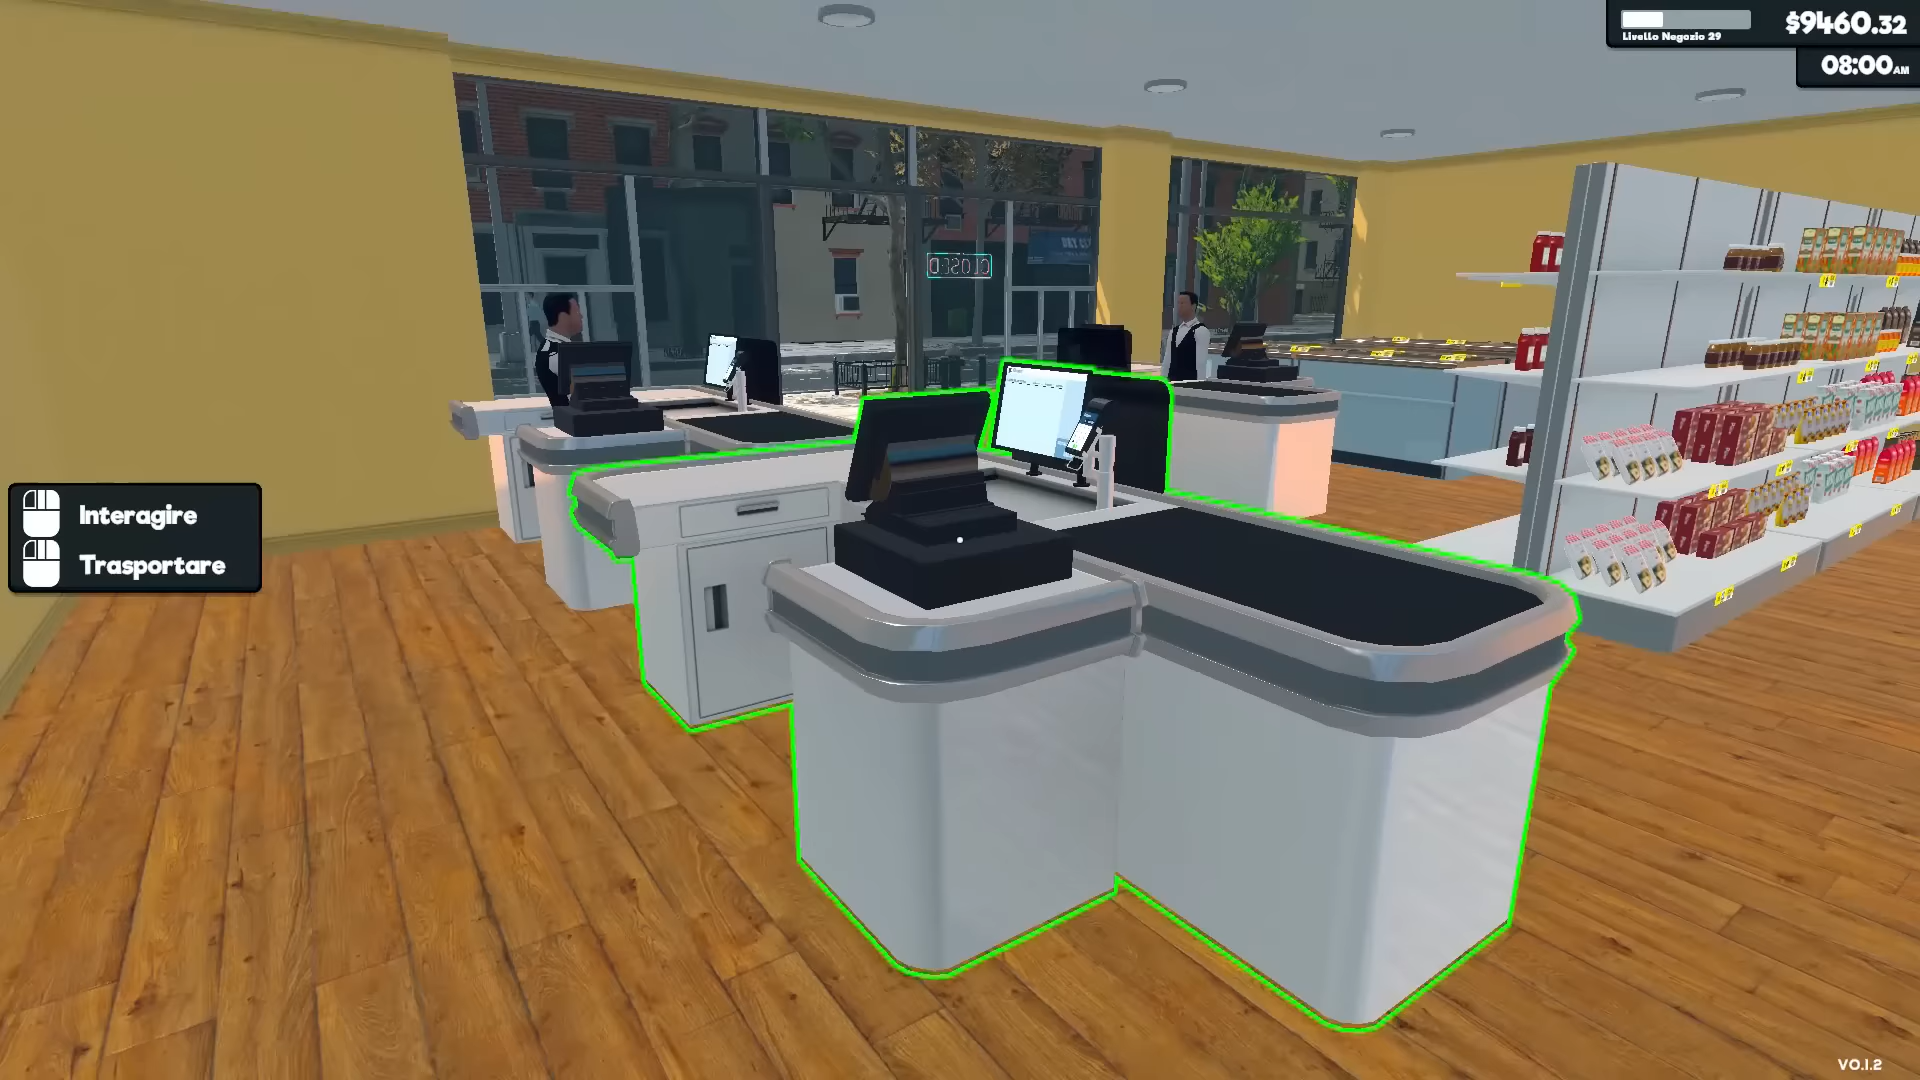 $9460.32
Livello Negozio 29
08:00AM
CLOSED
Interagire
Trasportare
V0.1.2